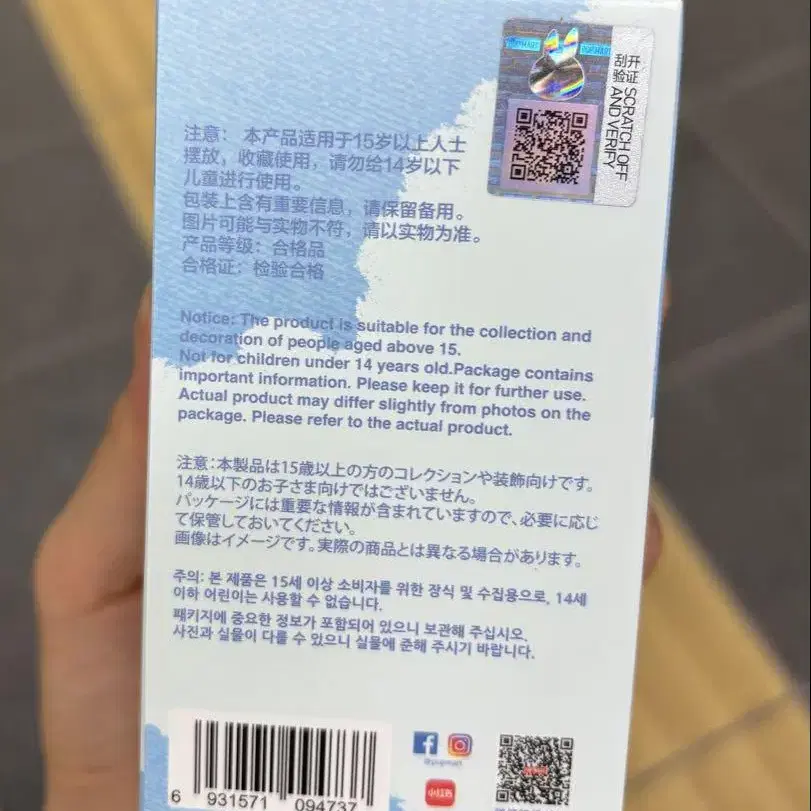 POPMART
刮开验证
SCRATCH OFF
AND VERIFY
注意： 本产品适用于15岁以上人士
摆放，收藏使用，请勿给14岁以下
儿童进行使用。
包装上含有重要信息，请保留备用。
图片可能与实物不符，请以实物为准。
产品等级：合格品
合格证：检验合格
Notice: The product is suitable for the collection and
decoration of people aged above 15.
Not for children under 14 years old.Package contains
important information. Please keep it for further use.
Actual product may differ slightly from photos on the
package. Please refer to the actual product.
注意:本製品は15歳以上の方のコレクションや装飾向けです。
14歳以下のお子さま向けではございません。
パッケージには重要な情報が含まれていますので、必要に応じ
て保管しておいてください。
画像はイメージです。実際の商品とは異なる場合があります。
주의: 본 제품은 15세 이상 소비자를 위한 장식 및 수집용으로, 14세
이하 어린이는 사용할 수 없습니다.
패키지에 중요한 정보가 포함되어 있으니 보관해 주십시오.
사진과 실물이 다를 수 있으니 실물에 준해 주시기 바랍니다.
@popmart
小红书
6 931571 094737